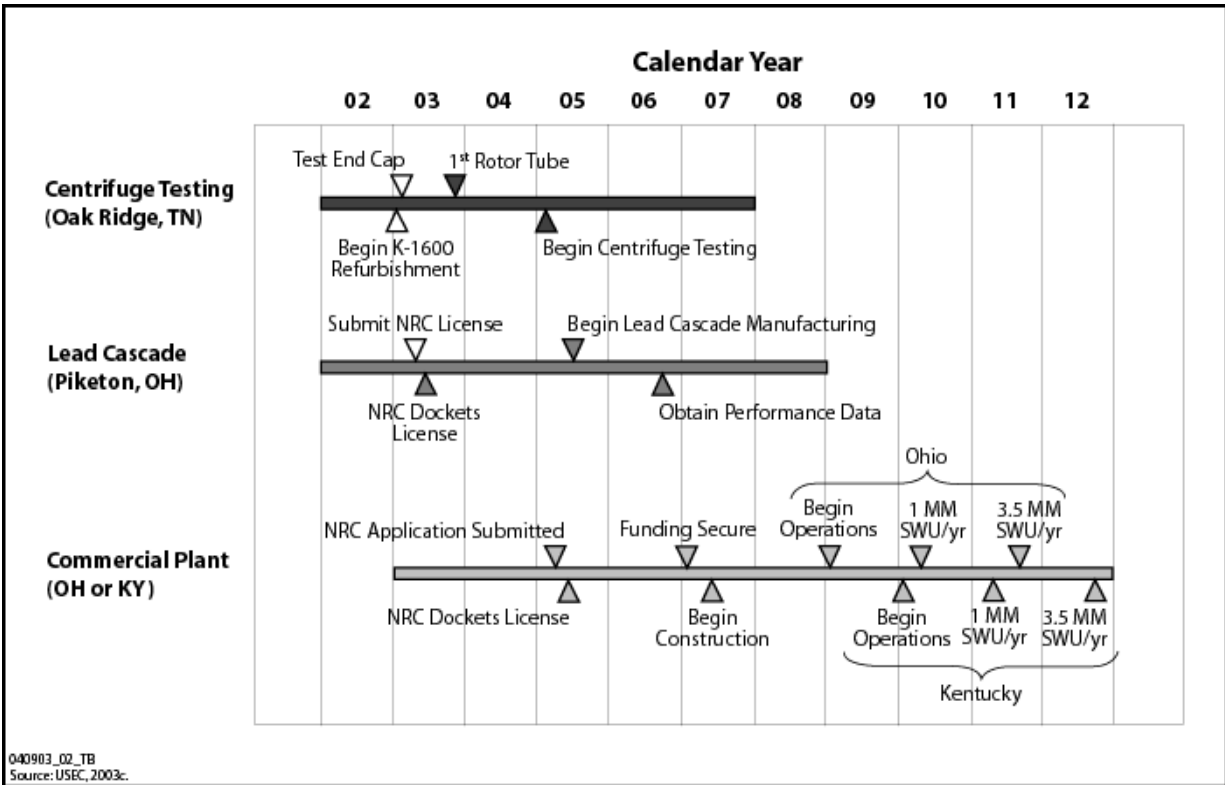 Calendar Year
02 03 04 05 06 07 08 09 10 11 12
Centrifuge Testing
(Oak Ridge, TN)
Test End Cap
1st Rotor Tube
Begin K-1600
Refurbishment
Begin Centrifuge Testing
Lead Cascade
(Piketon, OH)
Submit NRC License
Begin Lead Cascade Manufacturing
NRC Dockets
License
Obtain Performance Data
Commercial Plant
(OH or KY)
Ohio
NRC Application Submitted
Funding Secure
Begin
Operations
1 MM
SWU/yr
3.5 MM
SWU/yr
NRC Dockets License
Begin
Construction
Begin
Operations
1 MM
SWU/yr
3.5 MM
SWU/yr
Kentucky
040903_02_TB
Source: USEC, 2003c.